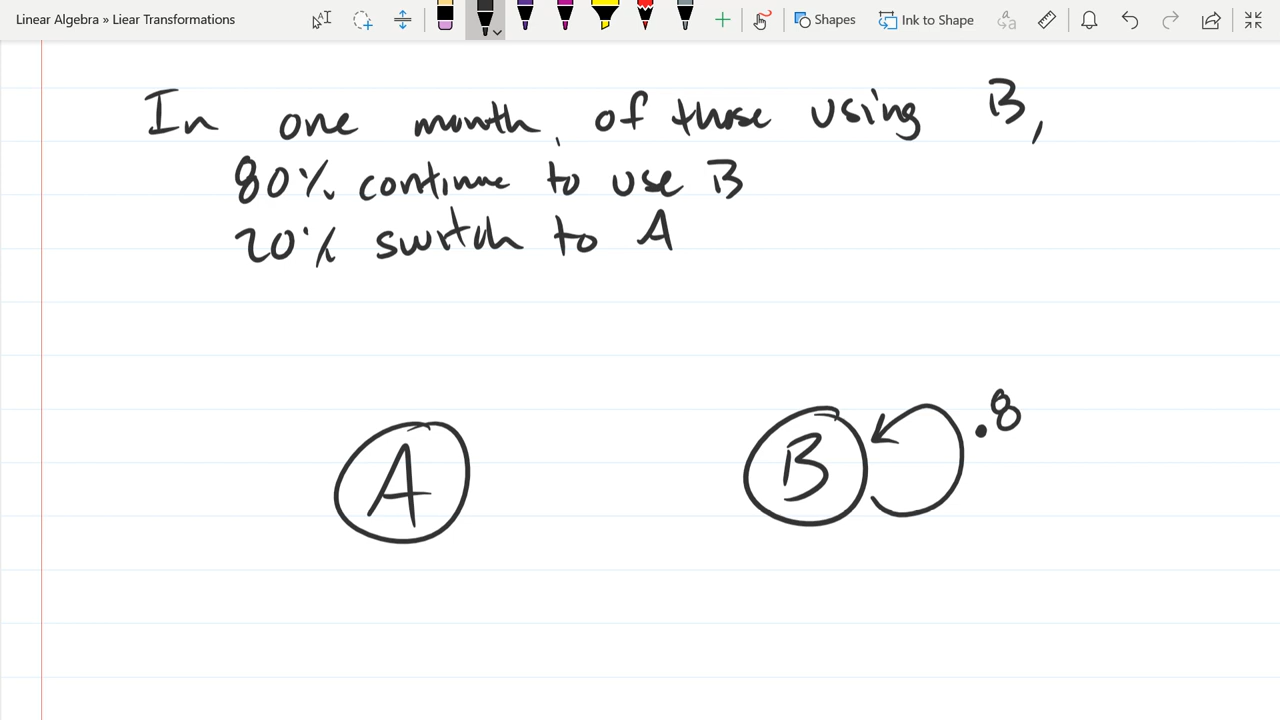 Linear Algebra » Liear Transformations
Shapes
Ink to Shape
In one month, of those using B,
80% continue to use B
20% switch to A
A
B
.8